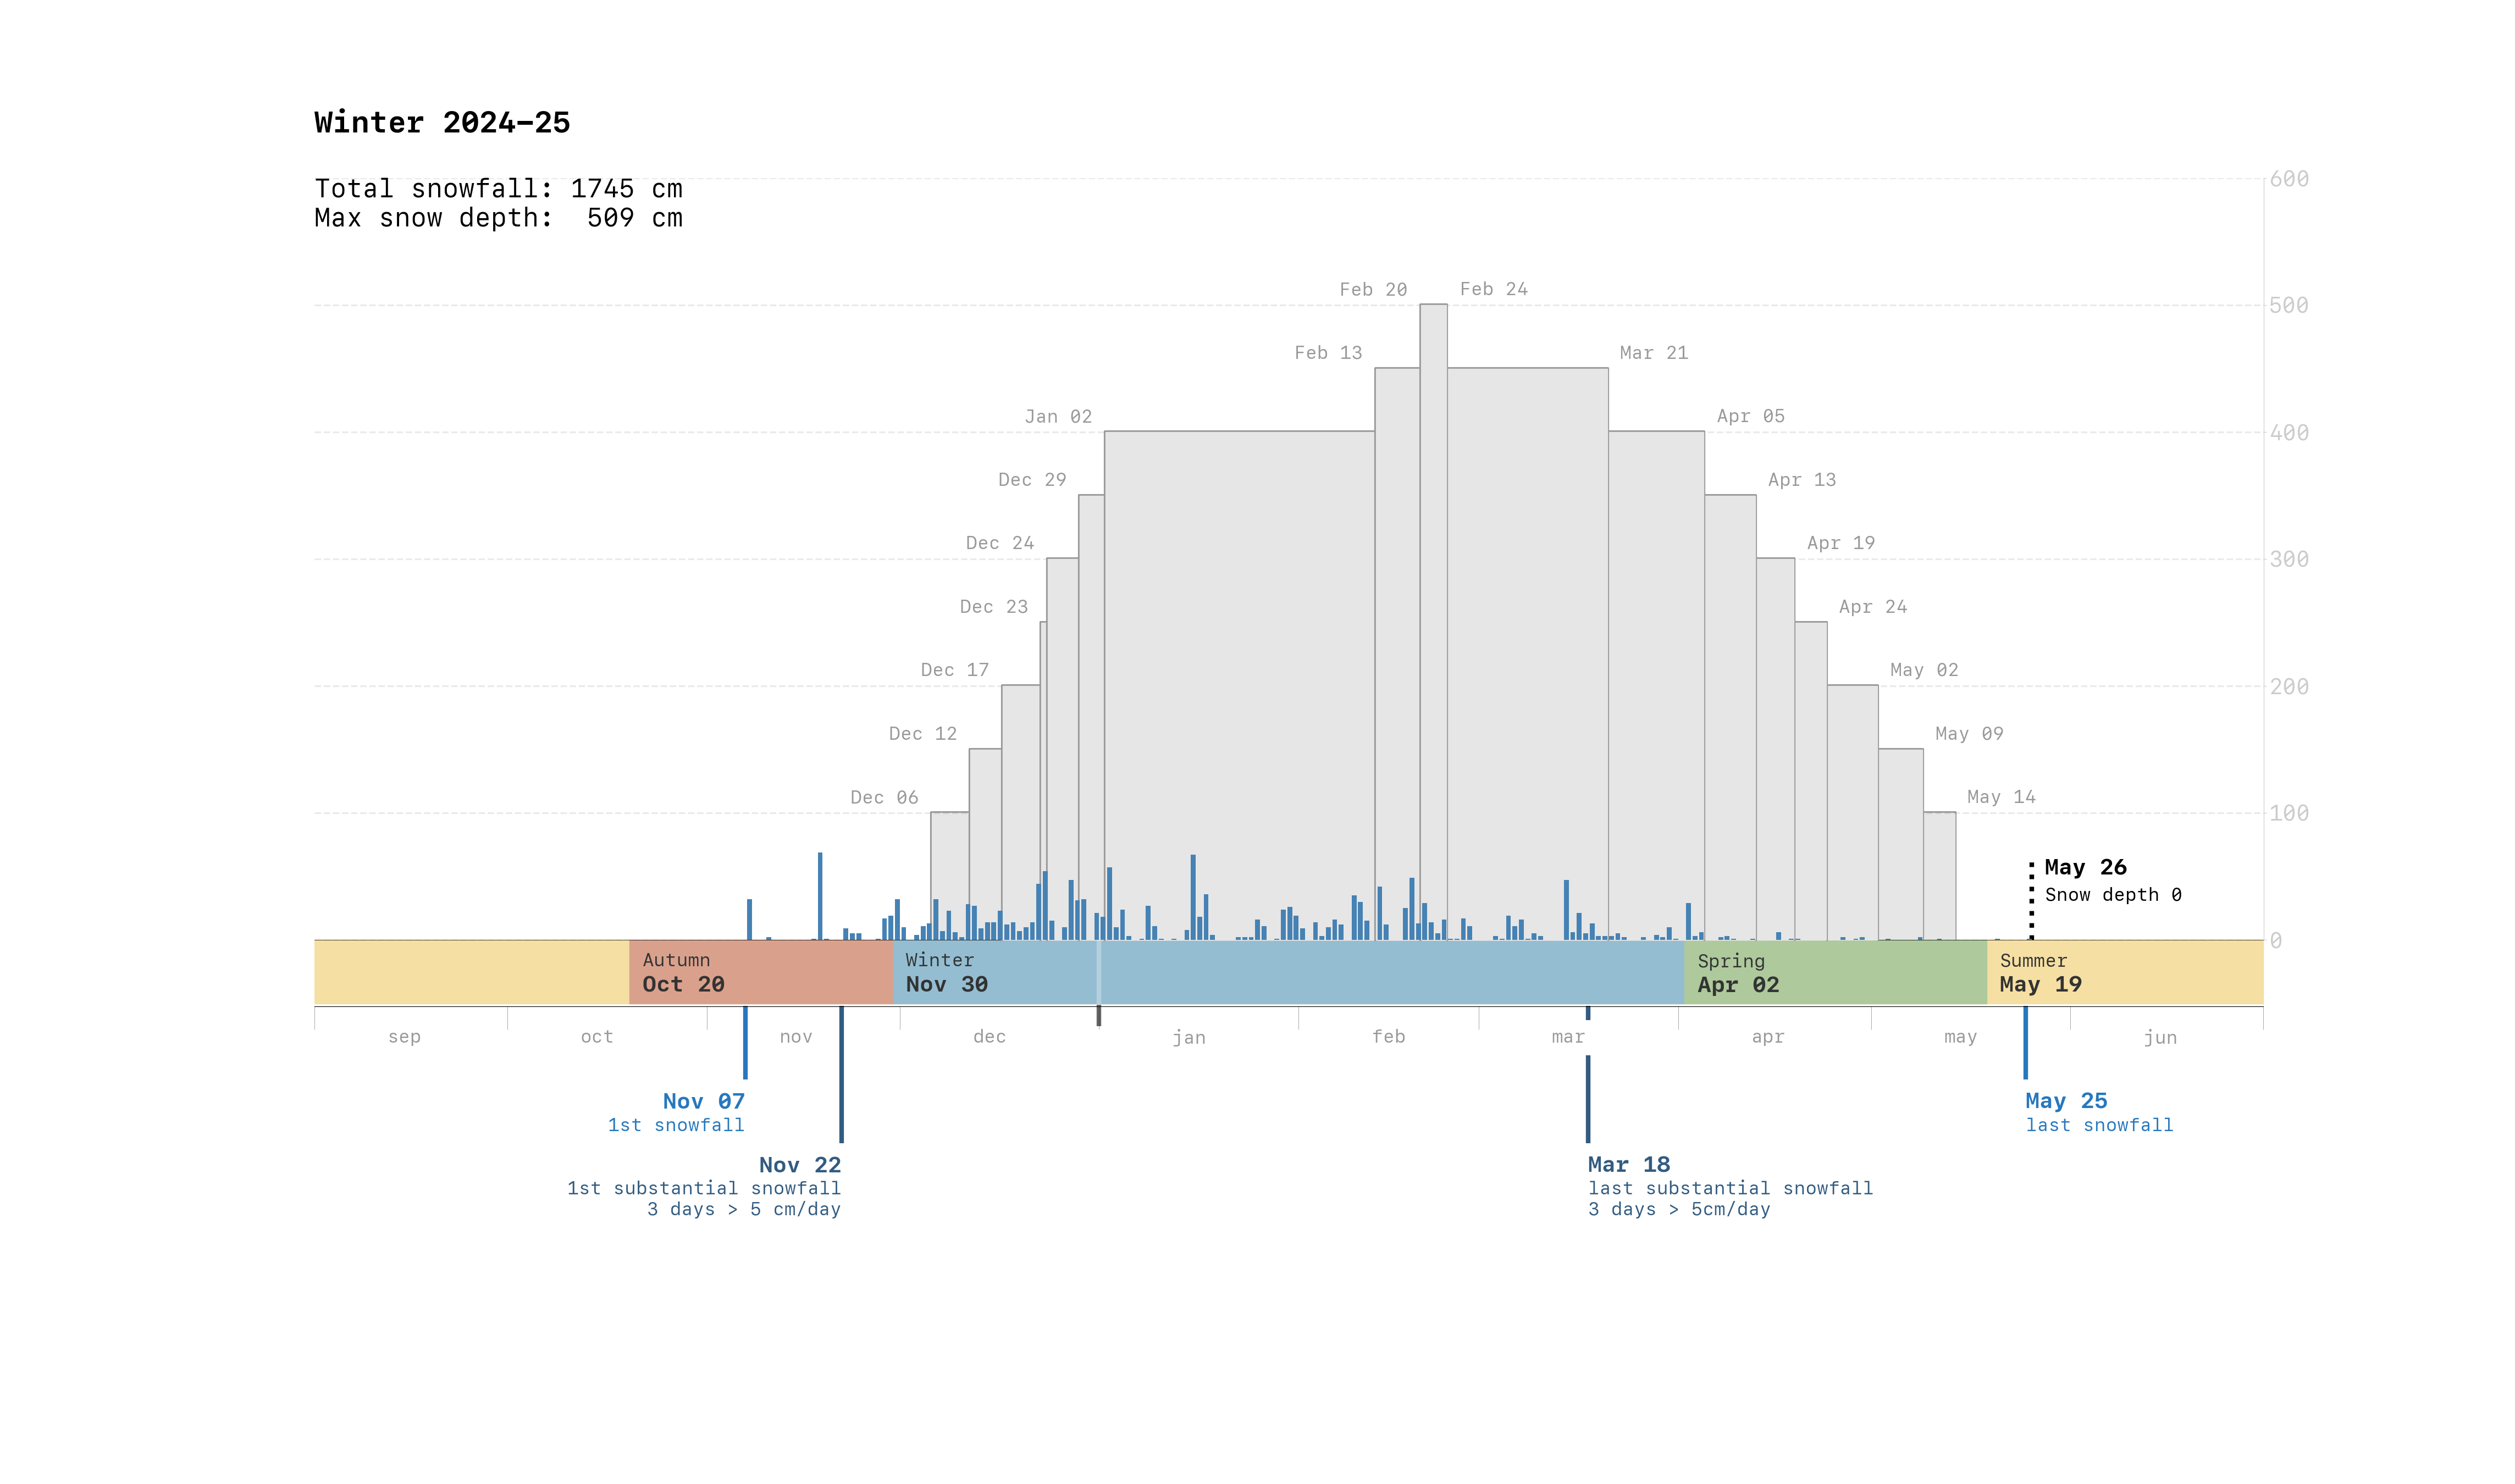 Winter 2024–25
Total snowfall: 1745 cm
Max snow depth:  509 cm
600
Feb 20
Feb 24
500
Feb 13
Mar 21
Jan 02
Apr 05
400
Dec 29
Apr 13
Dec 24
Apr 19
300
Dec 23
Apr 24
Dec 17
May 02
200
Dec 12
May 09
Dec 06
May 14
100
May 26
Snow depth 0
0
Autumn
Oct 20
Winter
Nov 30
Spring
Apr 02
Summer
May 19
sep
oct
nov
dec
jan
feb
mar
apr
may
jun
Nov 07
1st snowfall
May 25
last snowfall
Nov 22
1st substantial snowfall
3 days > 5 cm/day
Mar 18
last substantial snowfall
3 days > 5cm/day